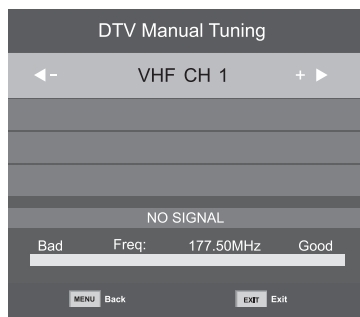 DTV Manual Tuning
- VHF CH 1 +
NO SIGNAL
Bad Freq: 177.50MHz Good
MENU Back EXIT Exit